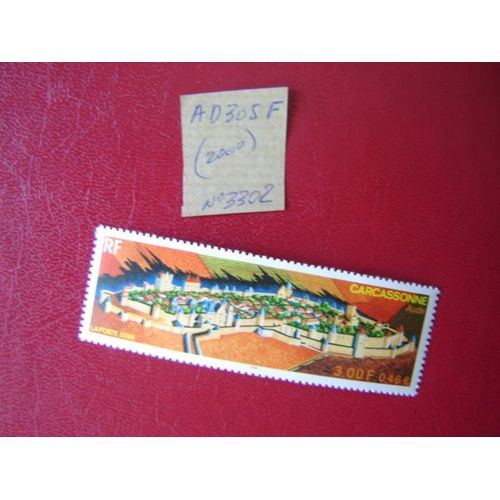 AD305F
(2000)
N°3302
RF
CARCASSONNE
Aude
LA POSTE 2000
3,00F 0,46€